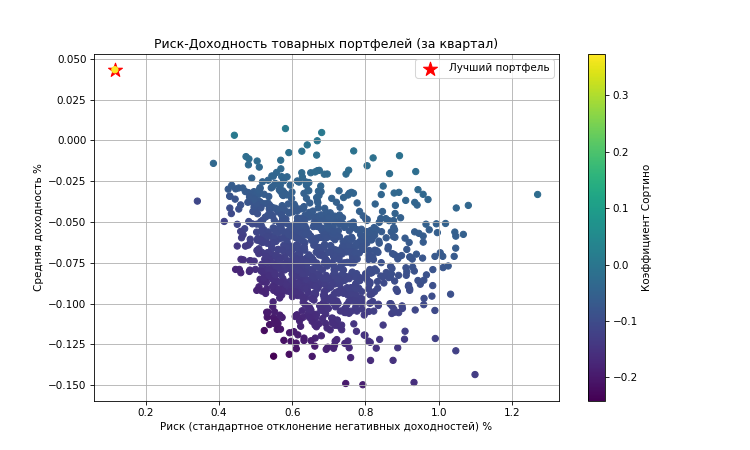 Риск-Доходность товарных портфелей (за квартал)
Лучший портфель
0.050
0.025
0.000
−0.025
−0.050
−0.075
−0.100
−0.125
−0.150
Средняя доходность %
0.2 0.4 0.6 0.8 1.0 1.2
Риск (стандартное отклонение негативных доходностей) %
0.3
0.2
0.1
0.0
−0.1
−0.2
Коэффициент Сортино